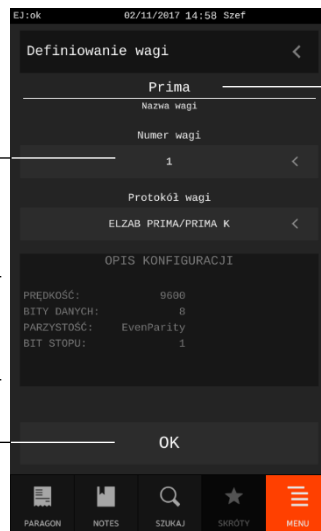 EJ:ok 02/11/2017 14:58 Szef
Definiowanie wagi
Prima
Nazwa wagi
Numer wagi
1
Protokół wagi
ELZAB PRIMA/PRIMA K
OPIS KONFIGURACJI
PRĘDKOŚĆ: 9600
BITY DANYCH: 8
PARZYSTOŚĆ: EvenParity
BIT STOPU: 1
OK
PARAGON NOTES SZUKAJ SKRÓTY MENU